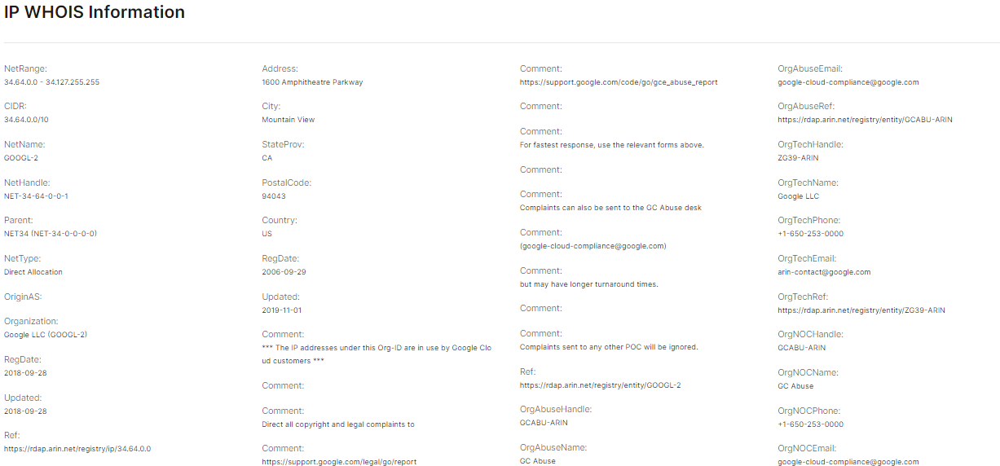 IP WHOIS Information
NetRange:
34.64.0.0 - 34.127.255.255
CIDR:
34.64.0.0/10
NetName:
GOOGL-2
NetHandle:
NET-34-64-0-0-1
Parent:
NET34 (NET-34-0-0-0-0)
NetType:
Direct Allocation
OriginAS:
Organization:
Google LLC (GOOGL-2)
RegDate:
2018-09-28
Updated:
2018-09-28
Ref:
https://rdap.arin.net/registry/ip/34.64.0.0
Address:
1600 Amphitheatre Parkway
City:
Mountain View
StateProv:
CA
PostalCode:
94043
Country:
US
RegDate:
2006-09-29
Updated:
2019-11-01
Comment:
*** The IP addresses under this Org-ID are in use by Google Clo
ud customers ***
Comment:
Comment:
Direct all copyright and legal complaints to
Comment:
https://support.google.com/legal/go/report
Comment:
https://support.google.com/code/go/gce_abuse_report
Comment:
Comment:
For fastest response, use the relevant forms above.
Comment:
Comment:
Complaints can also be sent to the GC Abuse desk
Comment:
(google-cloud-compliance@google.com)
Comment:
but may have longer turnaround times.
Comment:
Comment:
Complaints sent to any other POC will be ignored.
Ref:
https://rdap.arin.net/registry/entity/GOOGL-2
OrgAbuseHandle:
GCABU-ARIN
OrgAbuseName:
GC Abuse
OrgAbuseEmail:
google-cloud-compliance@google.com
OrgAbuseRef:
https://rdap.arin.net/registry/entity/GCABU-ARIN
OrgTechHandle:
ZG39-ARIN
OrgTechName:
Google LLC
OrgTechPhone:
+1-650-253-0000
OrgTechEmail:
arin-contact@google.com
OrgTechRef:
https://rdap.arin.net/registry/entity/ZG39-ARIN
OrgNOCHandle:
GCABU-ARIN
OrgNOCName:
GC Abuse
OrgNOCPhone:
+1-650-253-0000
OrgNOCEmail:
google-cloud-compliance@google.com